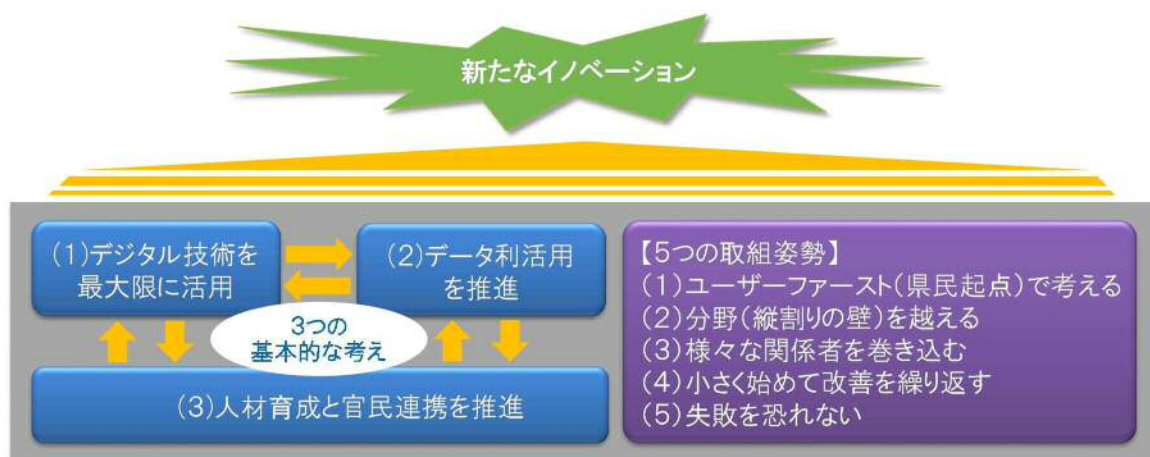 新たなイノベーション
(1)デジタル技術を
最大限に活用
(2)データ利活用
を推進
3つの
基本的な考え
(3)人材育成と官民連携を推進
【5つの取組姿勢】
(1)ユーザーファースト(県民起点)で考える
(2)分野(縦割りの壁)を越える
(3)様々な関係者を巻き込む
(4)小さく始めて改善を繰り返す
(5)失敗を恐れない